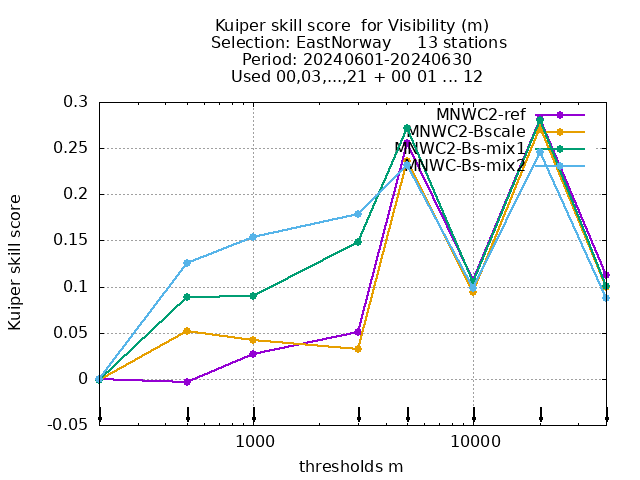 Kuiper skill score  for Visibility (m)
Selection: EastNorway     13 stations
Period: 20240601-20240630
Used 00,03,...,21 + 00 01 ... 12
0.3
0.25
0.2
0.15
0.1
0.05
0
-0.05
Kuiper skill score
MNWC2-ref
MNWC2-Bscale
MNWC2-Bs-mix1
MNWC-Bs-mix2
1000
10000
thresholds m